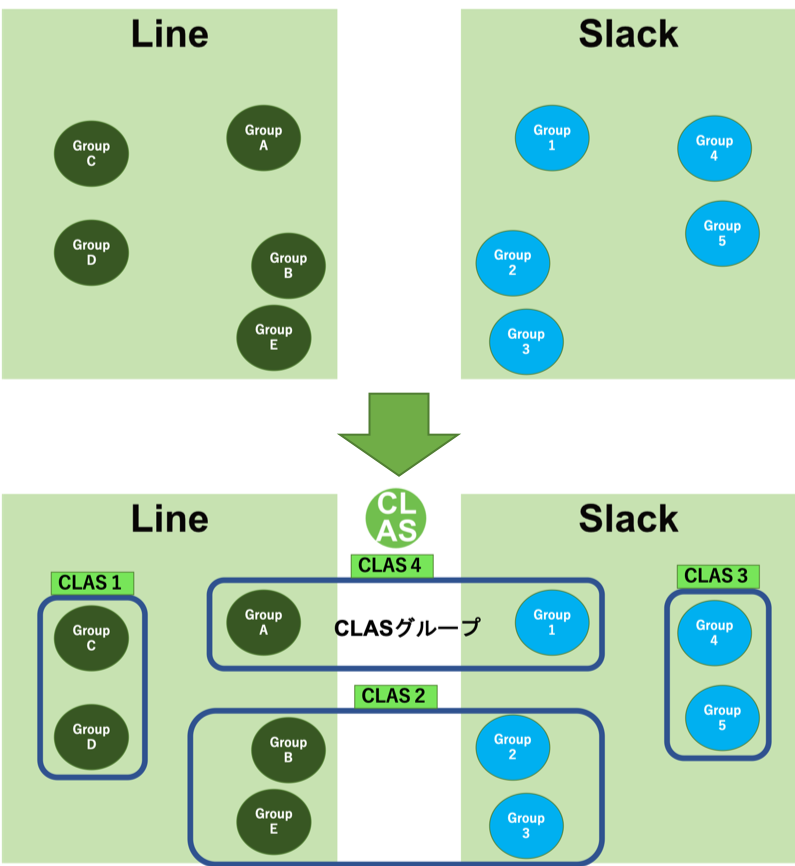 Line
Slack
Group
A
Group
C
Group
D
Group
B
Group
E
Group
1
Group
4
Group
5
Group
2
Group
3
CL
AS
Line
Slack
CLAS 1
CLAS 4
CLAS 3
Group
C
Group
D
Group
A
CLASグループ
Group
1
Group
4
Group
5
CLAS 2
Group
B
Group
E
Group
2
Group
3